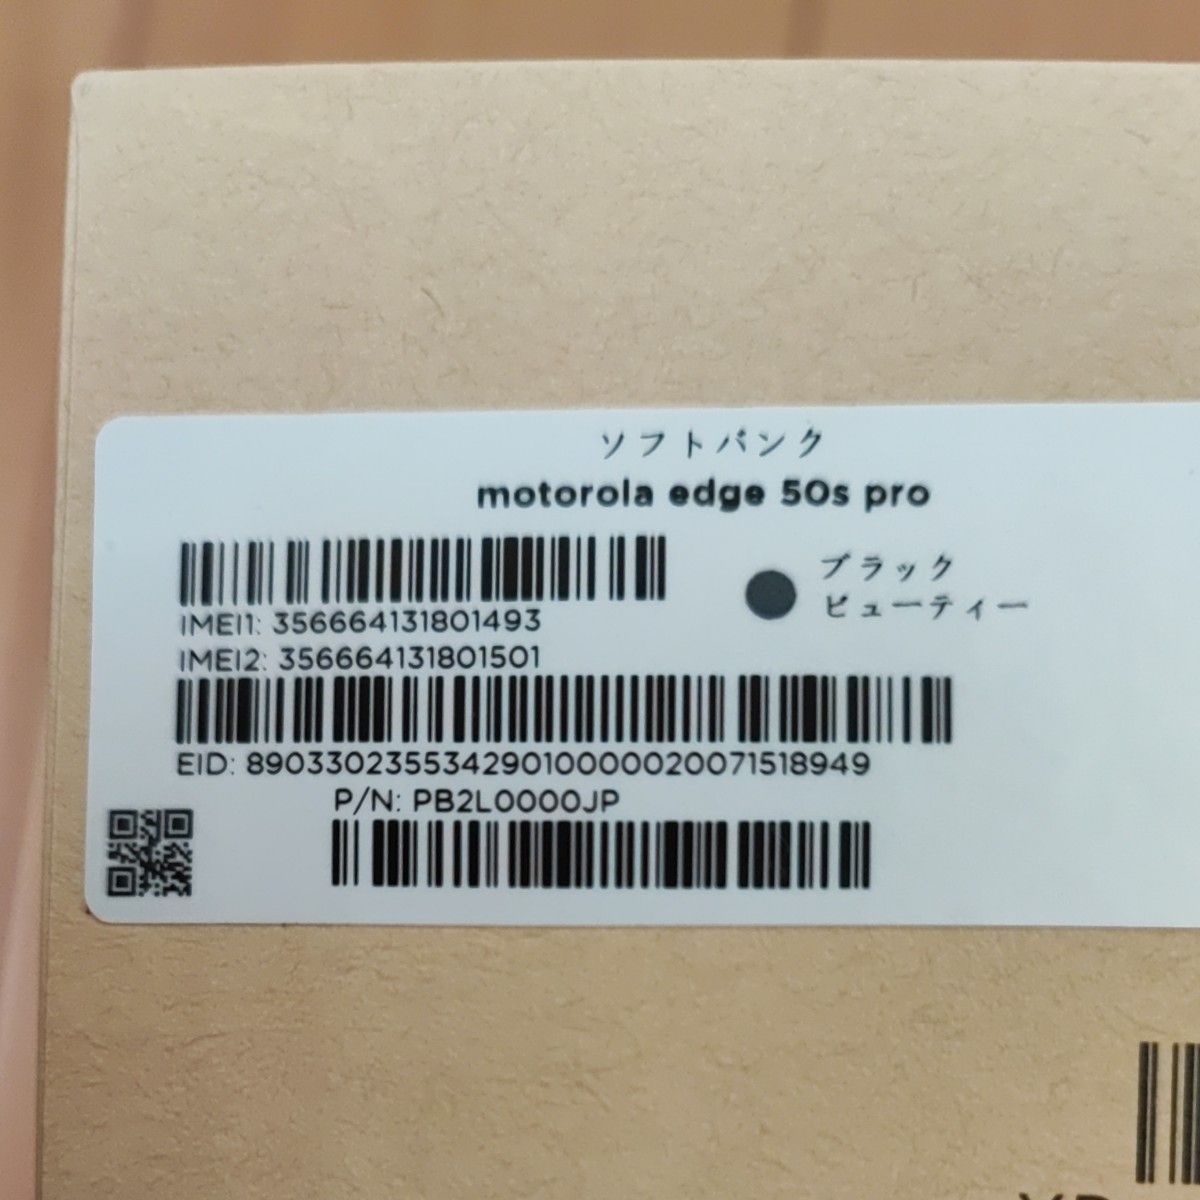 ソフトバンク
motorola edge 50s pro
ブラック
ビューティー
IMEI1: 356664131801493
IMEI2: 356664131801501
EID: 89033023553429010000020071518949
P/N: PB2L0000JP